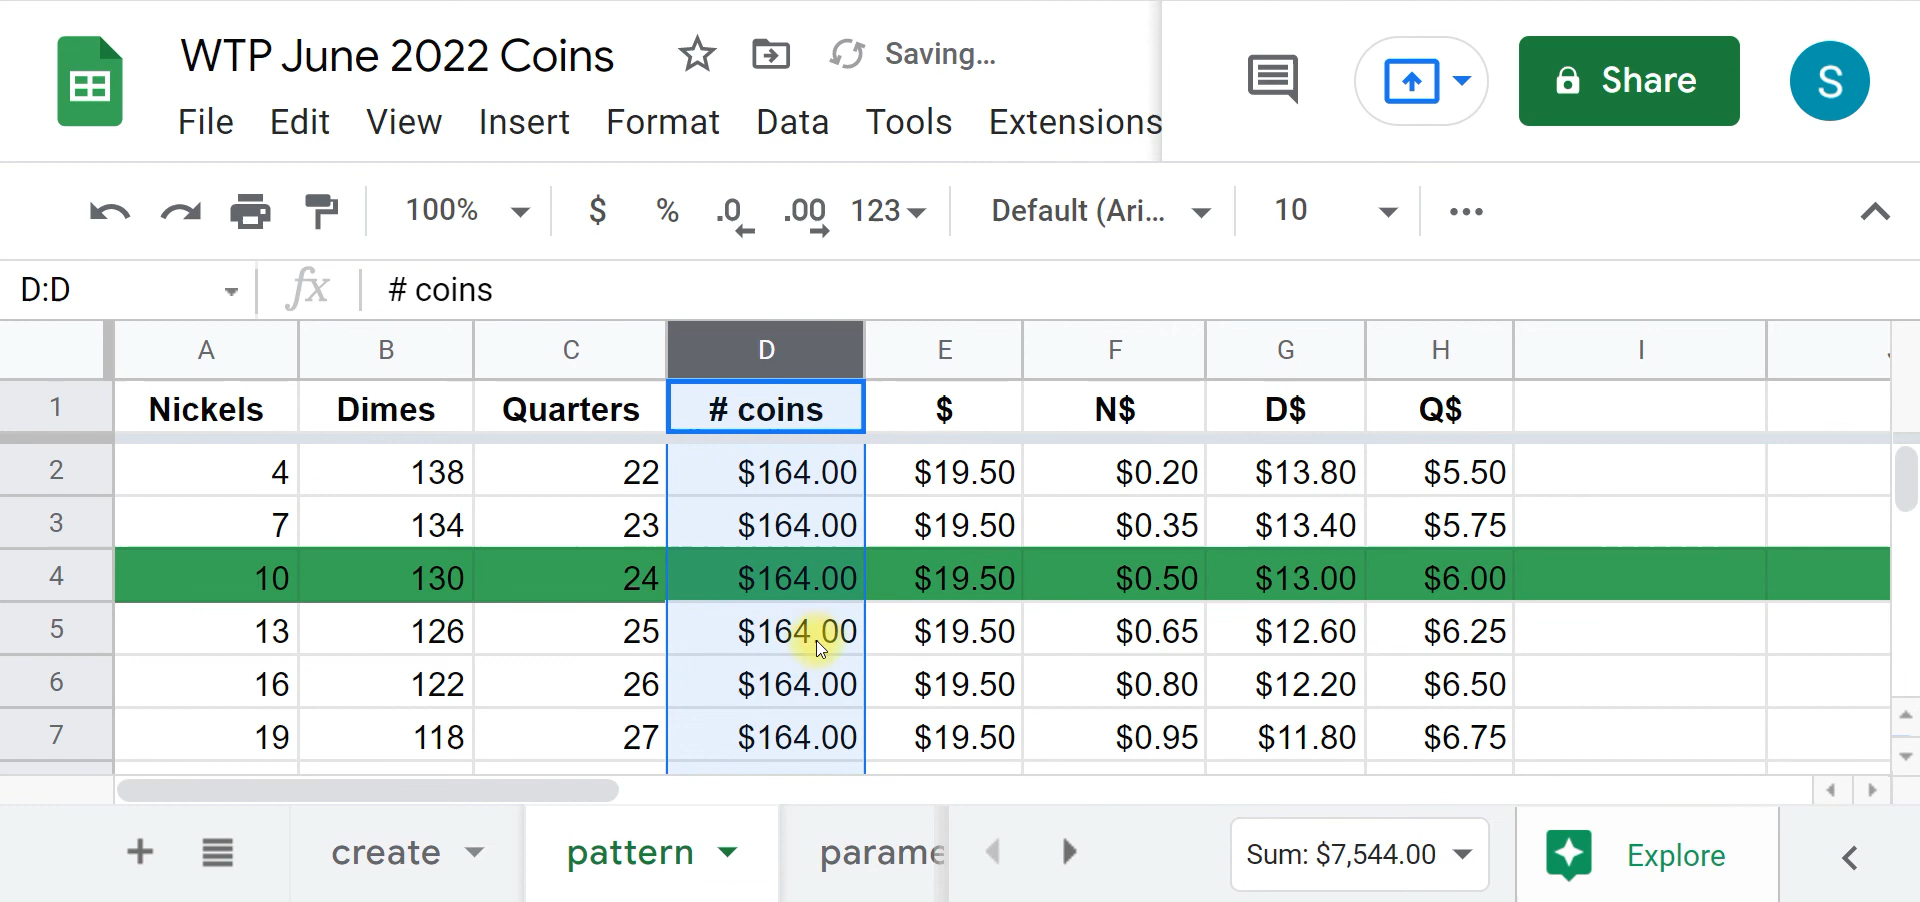 WTP June 2022 Coins Saving...
File Edit View Insert Format Data Tools Extensions
Share
S
100% $ % .0 .00 123 Default (Ari... 10
D:D fx # coins
A B C D E F G H I
1 Nickels Dimes Quarters # coins $ N$ D$ Q$
2 4 138 22 $164.00 $19.50 $0.20 $13.80 $5.50
3 7 134 23 $164.00 $19.50 $0.35 $13.40 $5.75
4 10 130 24 $164.00 $19.50 $0.50 $13.00 $6.00
5 13 126 25 $164.00 $19.50 $0.65 $12.60 $6.25
6 16 122 26 $164.00 $19.50 $0.80 $12.20 $6.50
7 19 118 27 $164.00 $19.50 $0.95 $11.80 $6.75
create pattern parame Sum: $7,544.00 Explore